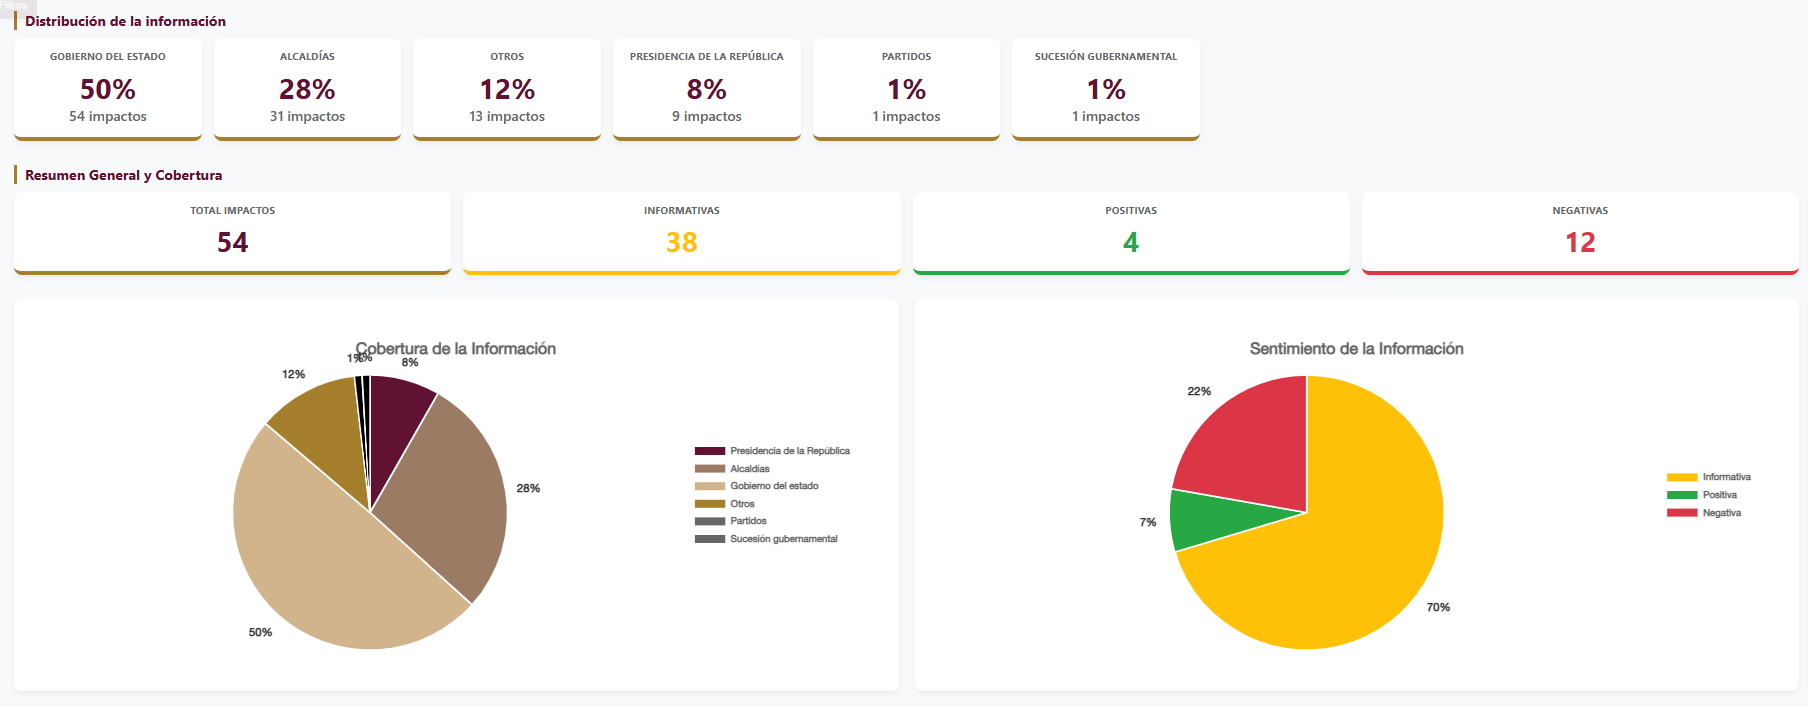 Filtros
Distribución de la información
GOBIERNO DEL ESTADO
50%
54 impactos
ALCALDÍAS
28%
31 impactos
OTROS
12%
13 impactos
PRESIDENCIA DE LA REPÚBLICA
8%
9 impactos
PARTIDOS
1%
1 impactos
SUCESIÓN GUBERNAMENTAL
1%
1 impactos
Resumen General y Cobertura
TOTAL IMPACTOS
54
INFORMATIVAS
38
POSITIVAS
4
NEGATIVAS
12
Cobertura de la Información
1%
1%
8%
12%
28%
50%
Presidencia de la República
Alcaldías
Gobierno del estado
Otros
Partidos
Sucesión gubernamental
Sentimiento de la Información
22%
7%
70%
Informativa
Positiva
Negativa